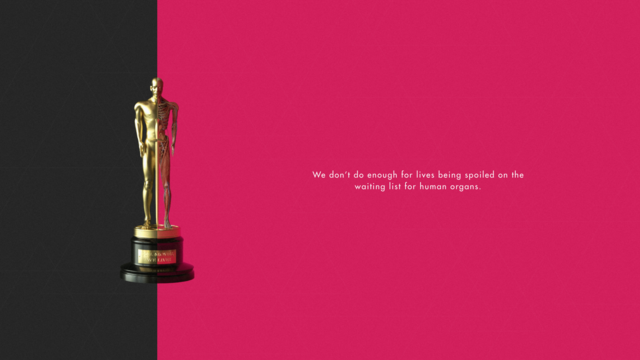 We don't do enough for lives being spoiled on the
waiting list for human organs.